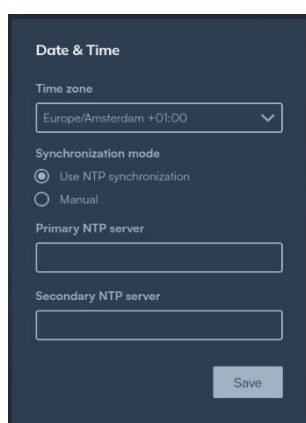 Date & Time
Time zone
Europe/Amsterdam +01:00
Synchronization mode
Use NTP synchronization
Manual
Primary NTP server
Secondary NTP server
Save